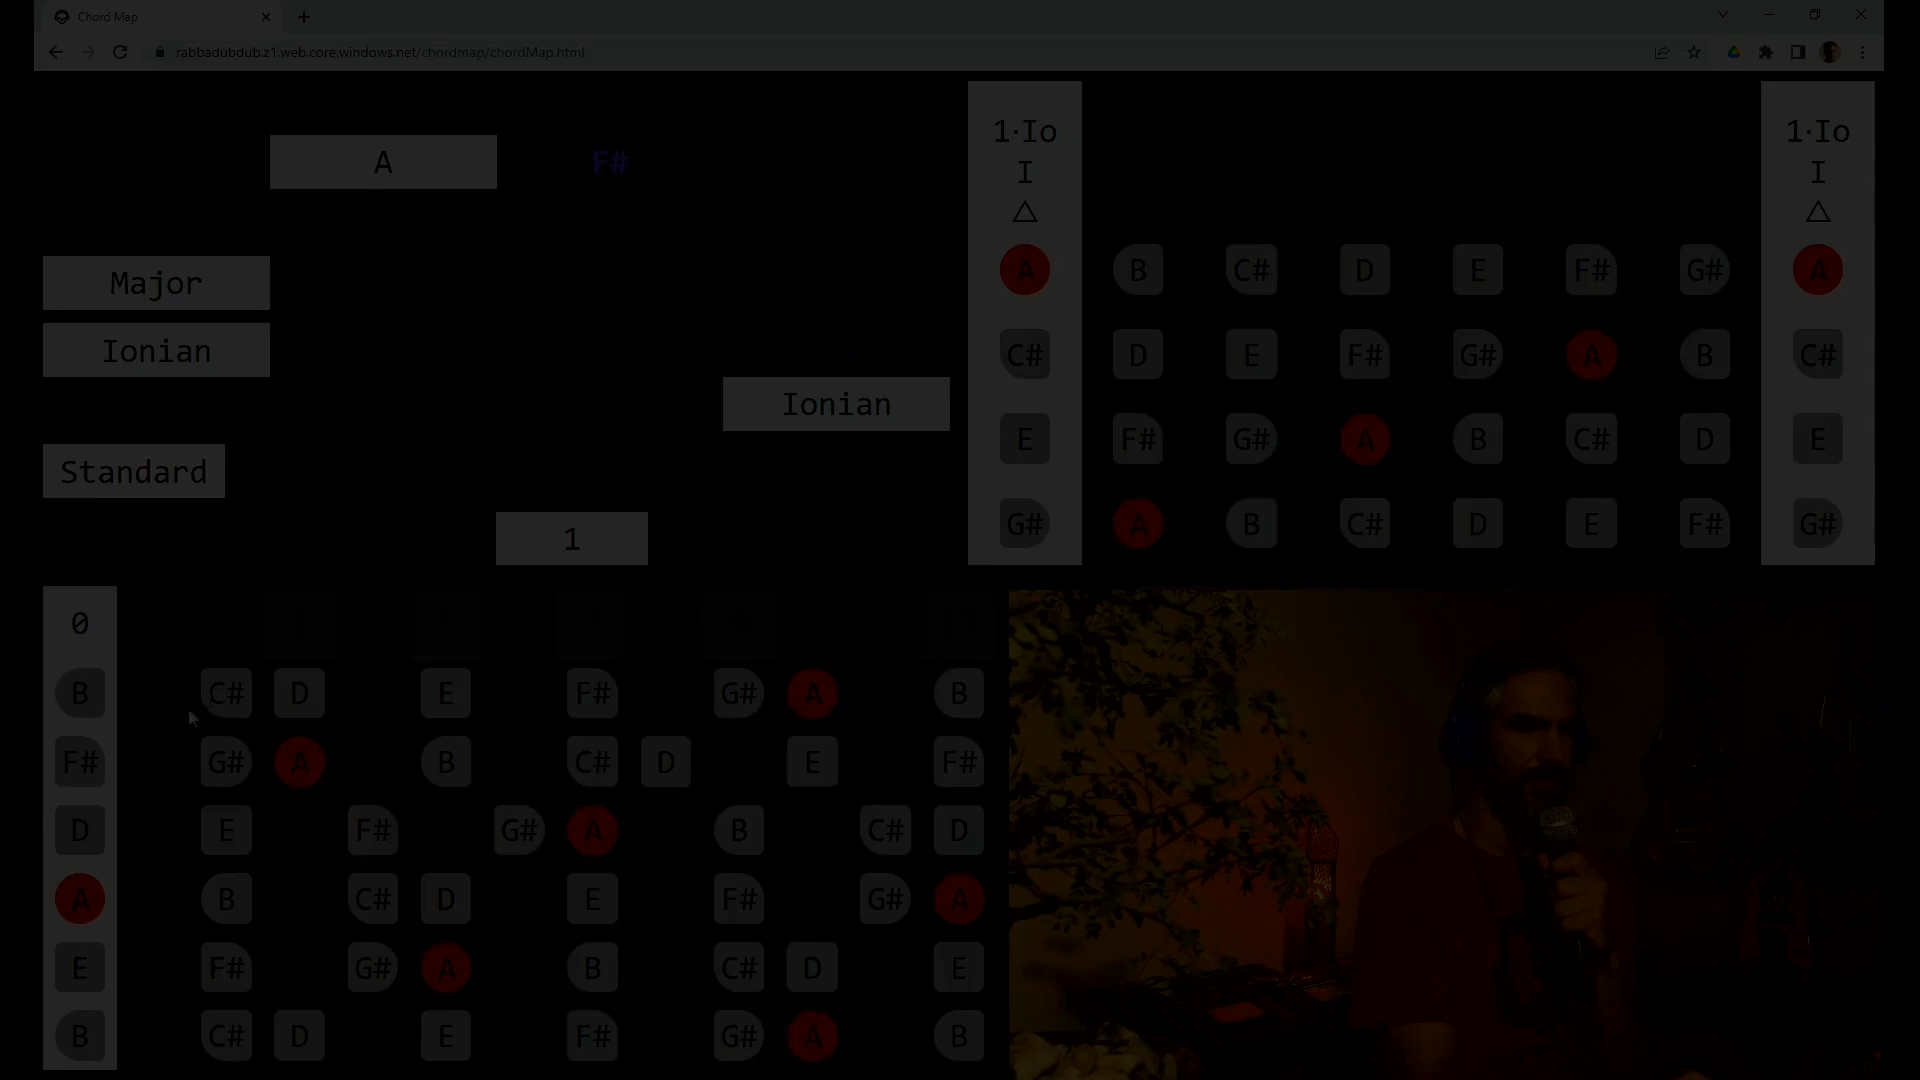 Chord Map
rabbadubdub.z1.web.core.windows.net/chordmap/chordMap.html
A F#
Major
Ionian
Ionian
Standard
1
1·Io 1·Io
I I
△ △
A B C# D E F# G# A
C# D E F# G# A B C#
E F# G# A B C# D E
G# A B C# D E F# G#
0
B C# D E F# G# A B
F# G# A B C# D E F#
D E F# G# A B C# D
A B C# D E F# G# A
E F# G# A B C# D E
B C# D E F# G# A B